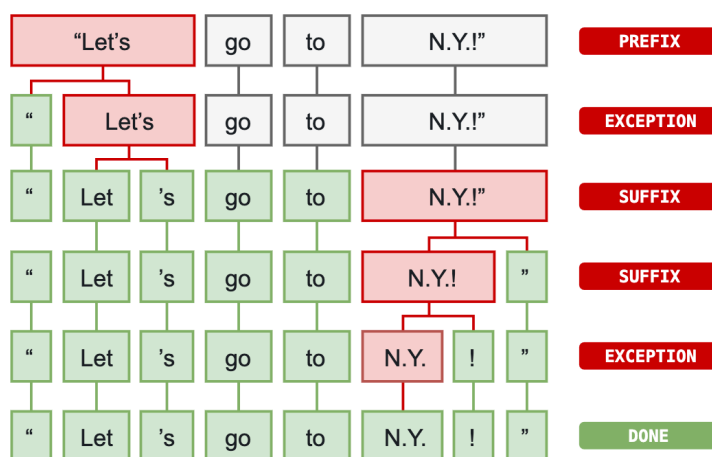 “Let’s go to N.Y.!” PREFIX
“ Let’s go to N.Y.!” EXCEPTION
“ Let ’s go to N.Y.!” SUFFIX
“ Let ’s go to N.Y.! ” SUFFIX
“ Let ’s go to N.Y. ! ” EXCEPTION
“ Let ’s go to N.Y. ! ” DONE